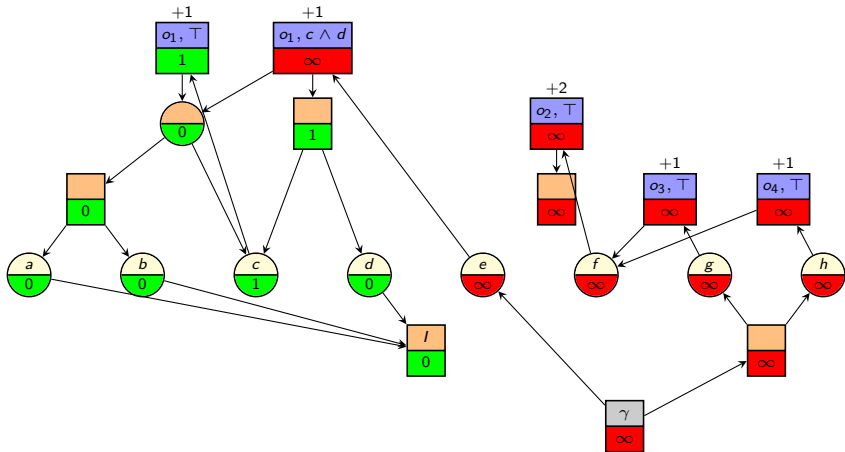 +1 +1
o₁, ⊤ o₁, c ∧ d
1 ∞
+2
o₂, ⊤
0 1 ∞
+1 +1
o₃, ⊤ o₄, ⊤
0 ∞ ∞ ∞
a b c d e f g h
0 0 1 0 ∞ ∞ ∞ ∞
I
0 ∞
γ
∞